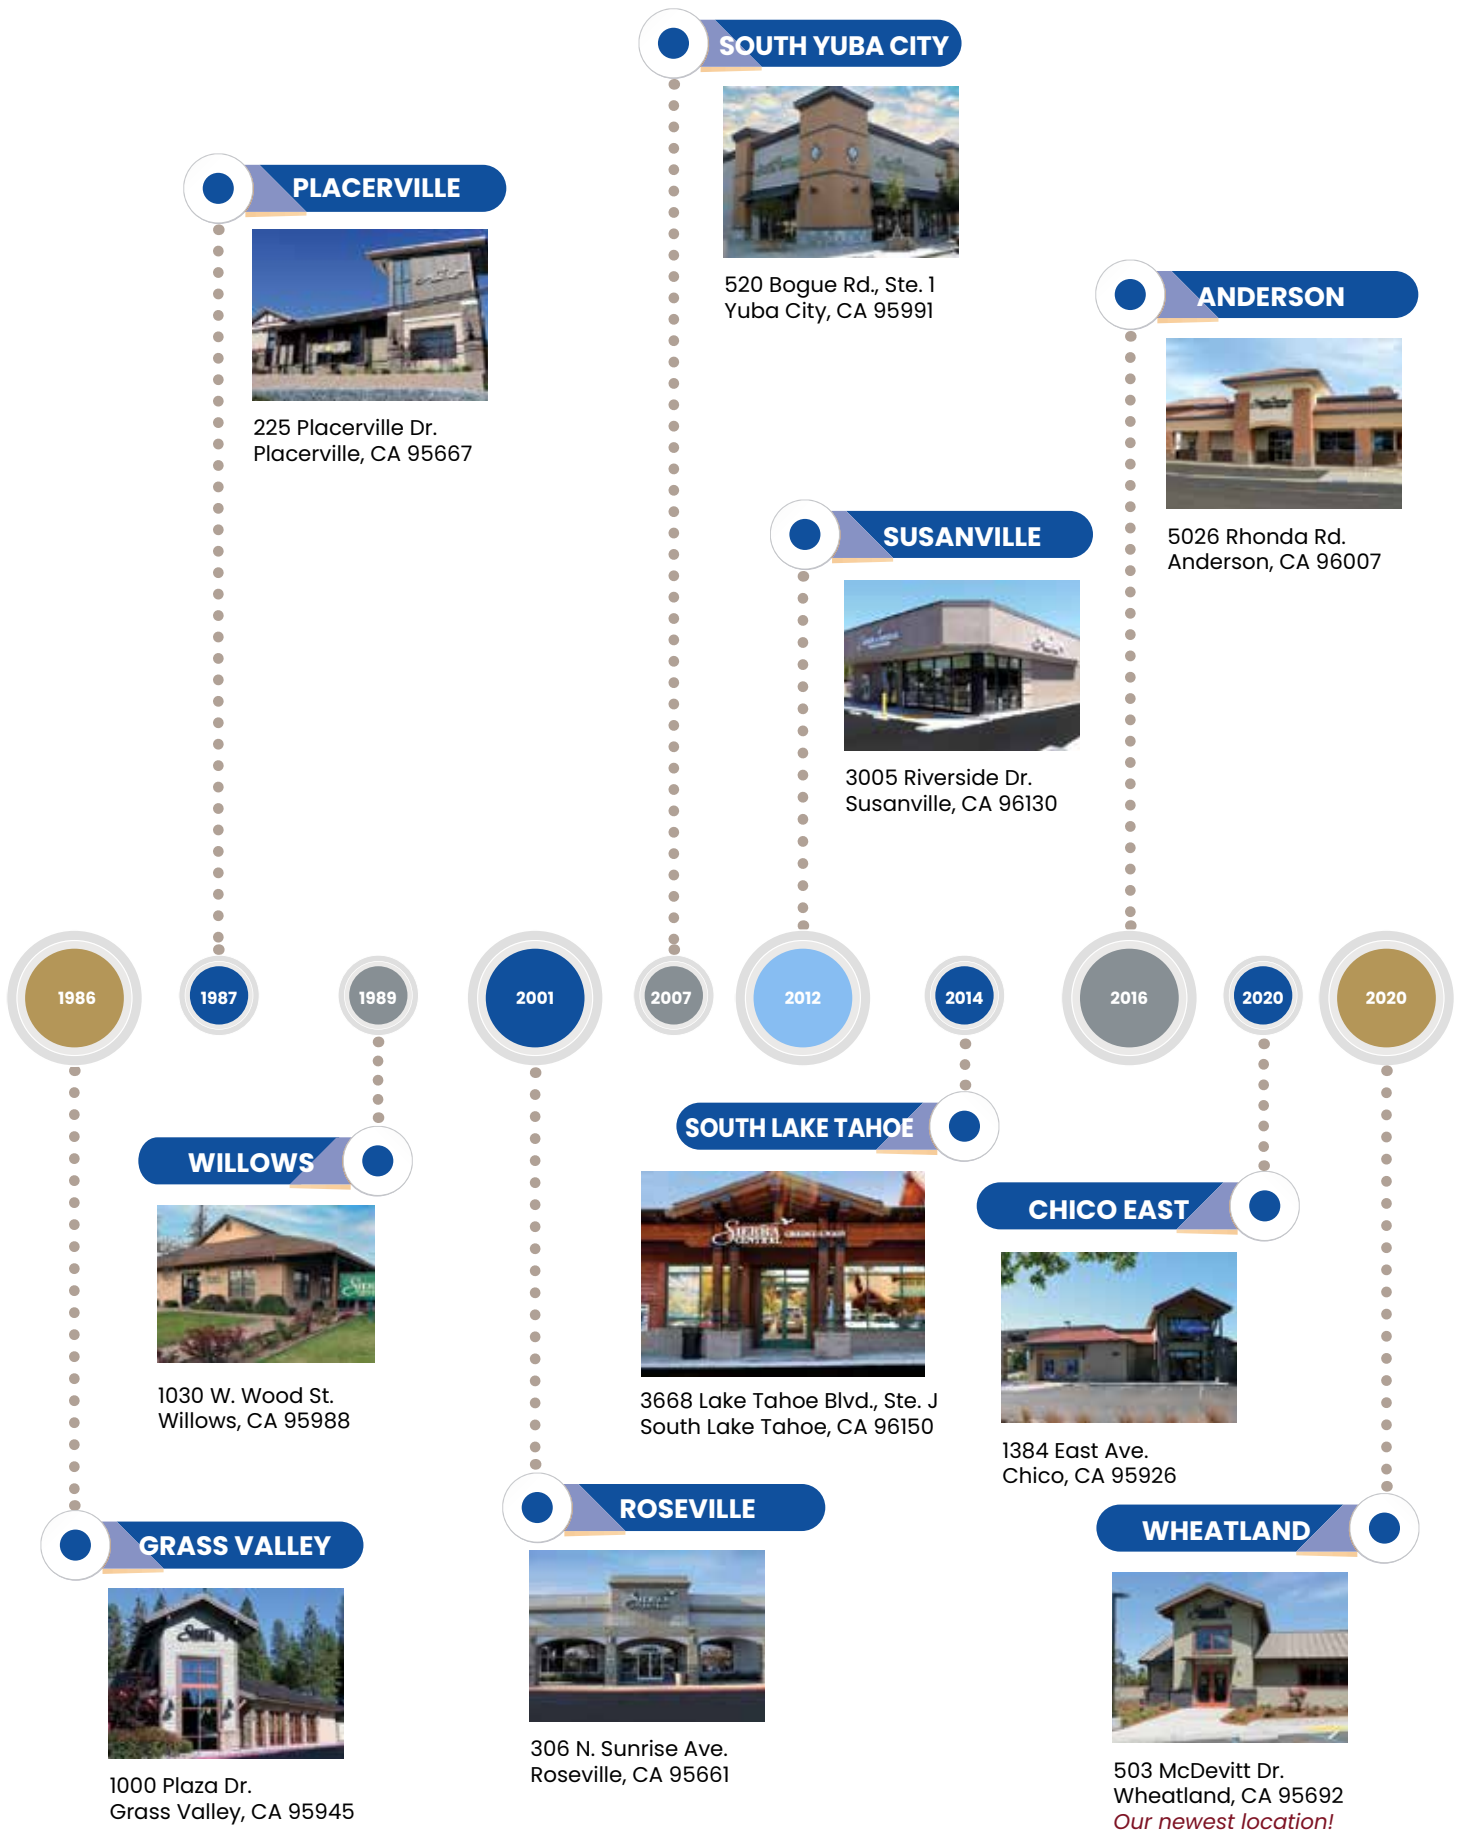 SOUTH YUBA CITY
520 Bogue Rd., Ste. 1
Yuba City, CA 95991
PLACERVILLE
225 Placerville Dr.
Placerville, CA 95667
ANDERSON
5026 Rhonda Rd.
Anderson, CA 96007
SUSANVILLE
3005 Riverside Dr.
Susanville, CA 96130
1986
1987
1989
2001
2007
2012
2014
2016
2020
2020
WILLOWS
1030 W. Wood St.
Willows, CA 95988
SOUTH LAKE TAHOE
SIERRA
CENTRAL CREDIT UNION
3668 Lake Tahoe Blvd., Ste. J
South Lake Tahoe, CA 96150
CHICO EAST
1384 East Ave.
Chico, CA 95926
GRASS VALLEY
1000 Plaza Dr.
Grass Valley, CA 95945
ROSEVILLE
306 N. Sunrise Ave.
Roseville, CA 95661
WHEATLAND
503 McDevitt Dr.
Wheatland, CA 95692
Our newest location!